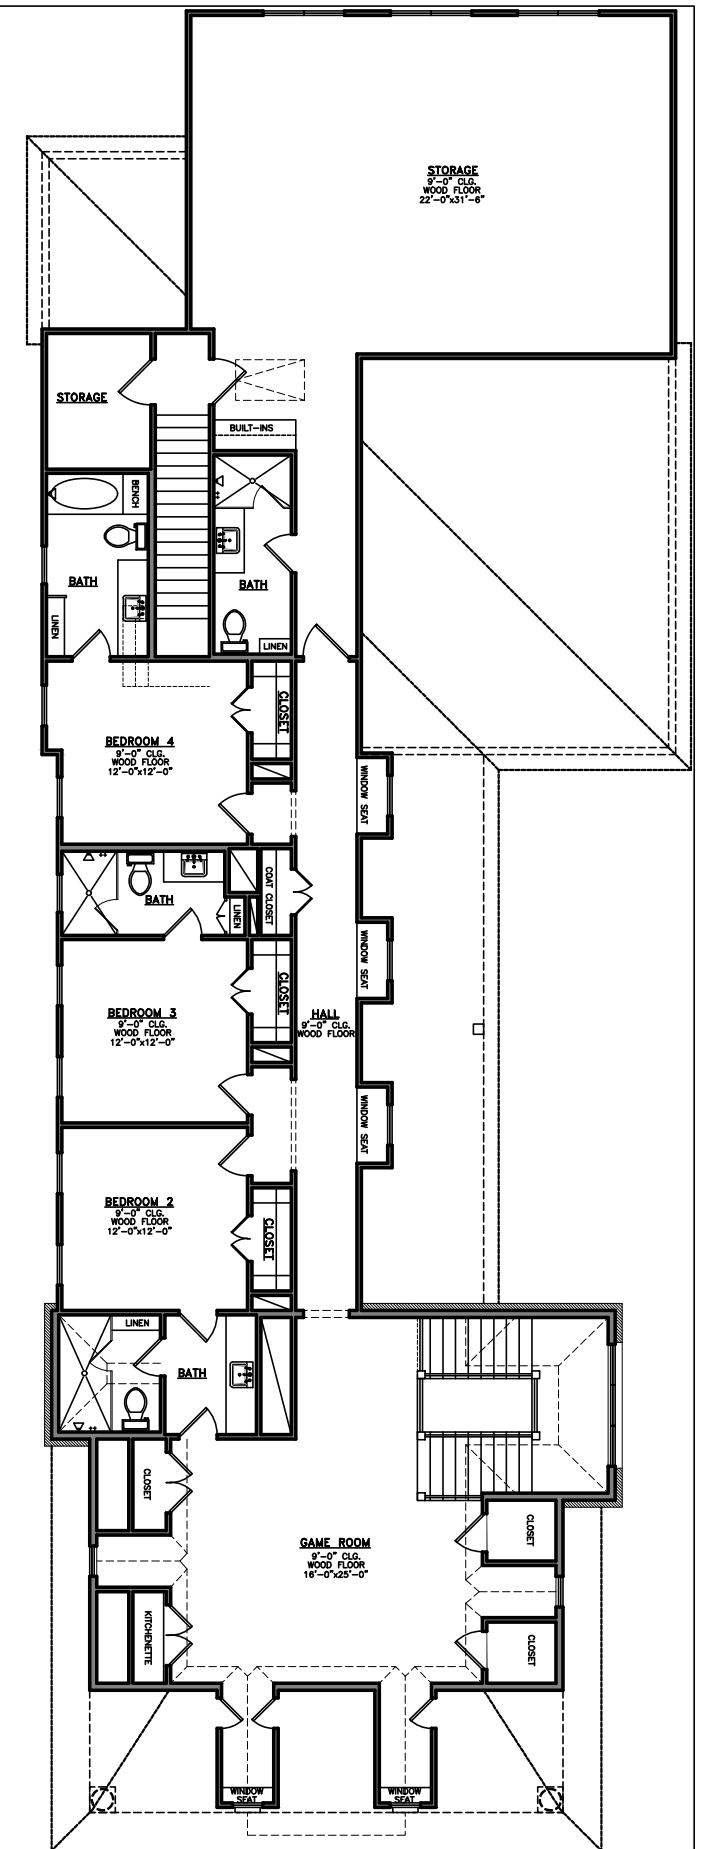 STORAGE
9'-0" CLG.
WOOD FLOOR
22'-0"x31'-6"
STORAGE
BUILT-INS
BENCH
BATH
LINEN
BATH
LINEN
CLOSET
BEDROOM 4
9'-0" CLG.
WOOD FLOOR
12'-0"x12'-0"
WINDOW SEAT
BATH
LINEN
COAT CLOSET
WINDOW SEAT
CLOSET
BEDROOM 3
9'-0" CLG.
WOOD FLOOR
12'-0"x12'-0"
HALL
9'-0" CLG.
WOOD FLOOR
WINDOW SEAT
BEDROOM 2
9'-0" CLG.
WOOD FLOOR
12'-0"x12'-0"
CLOSET
LINEN
BATH
CLOSET
GAME ROOM
9'-0" CLG.
WOOD FLOOR
16'-0"x25'-0"
CLOSET
KITCHENETTE
CLOSET
WINDOW
SEAT
WINDOW
SEAT